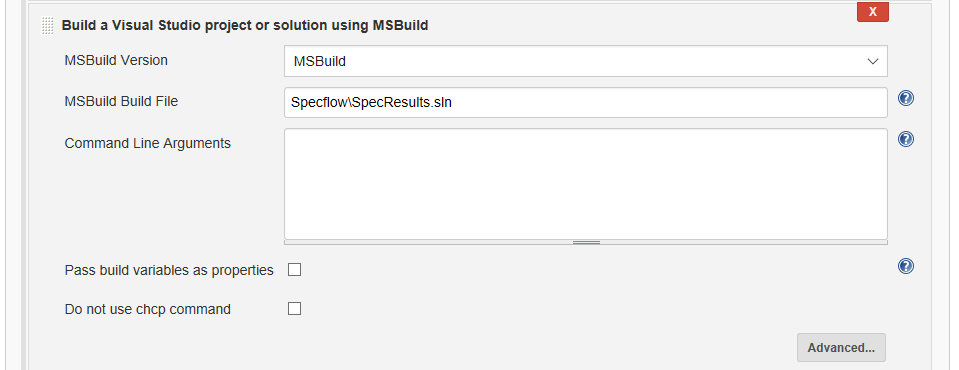 X
Build a Visual Studio project or solution using MSBuild
MSBuild Version
MSBuild
MSBuild Build File
Specflow\SpecResults.sln
?
Command Line Arguments
?
Pass build variables as properties
?
Do not use chcp command
Advanced...